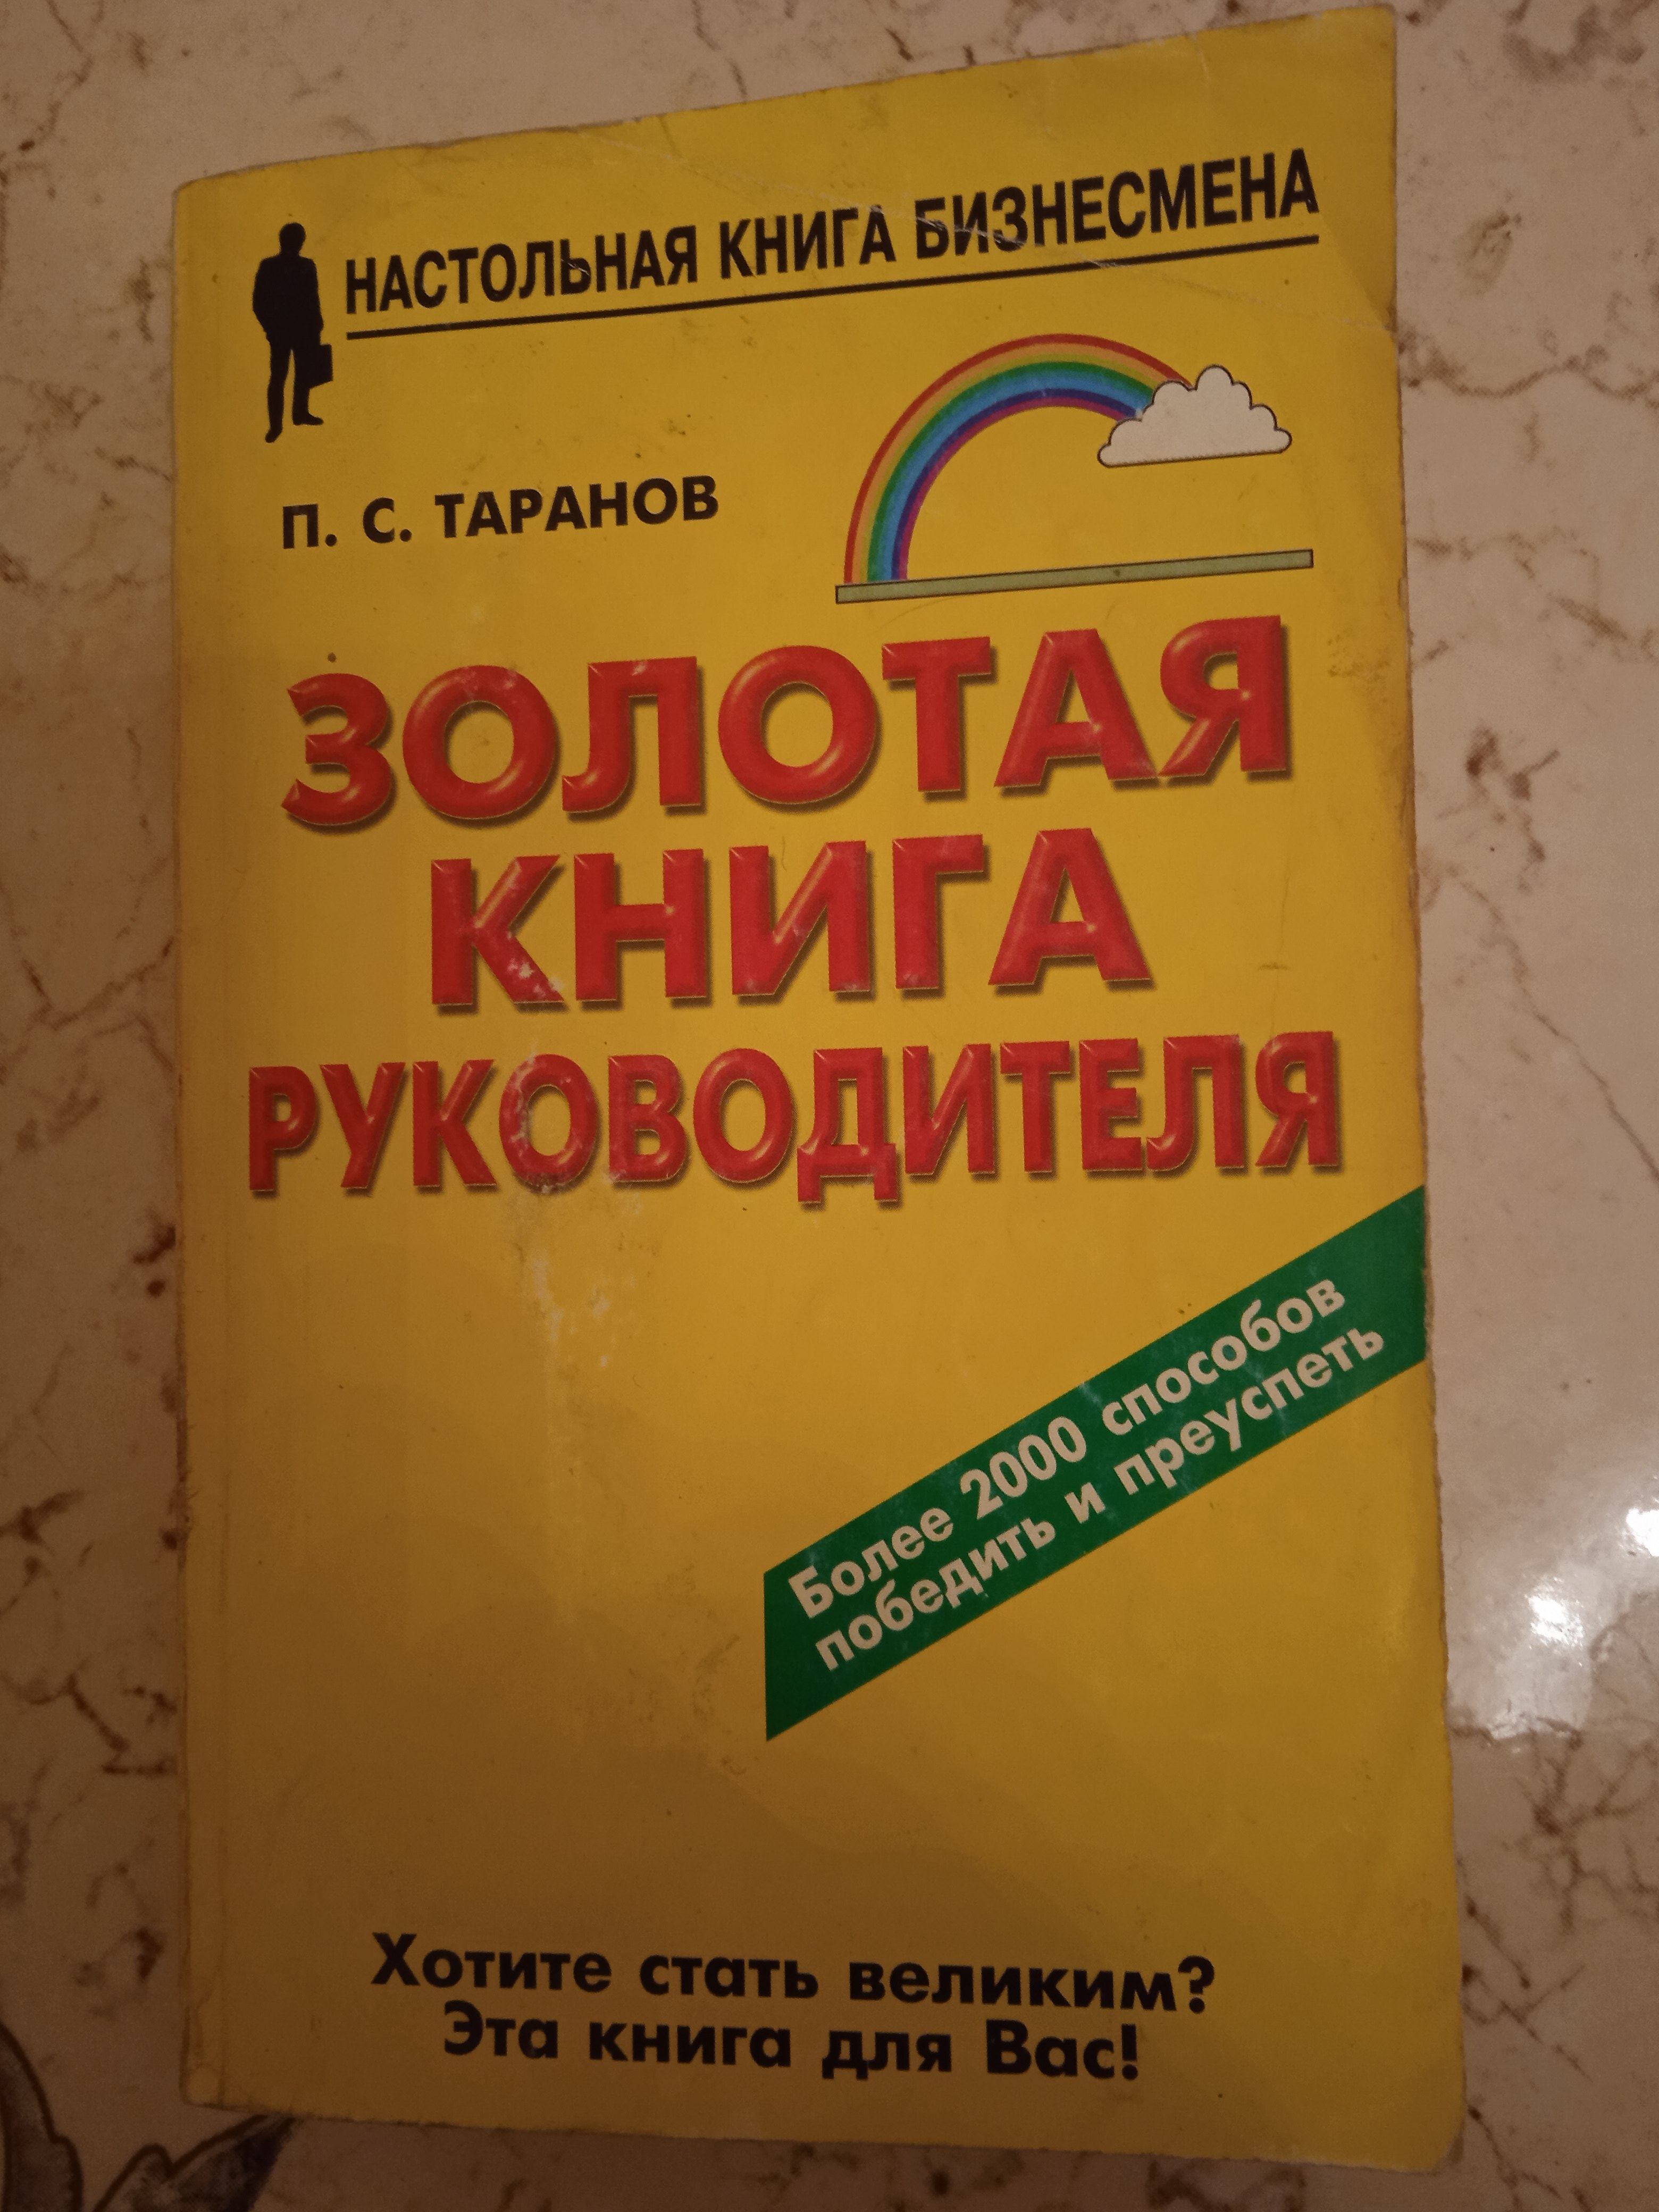 НАСТОЛЬНАЯ КНИГА БИЗНЕСМЕНА
П. С. ТАРАНОВ
ЗОЛОТАЯ
КНИГА
РУКОВОДИТЕЛЯ
Более 2000 способов
победить и преуспеть
Хотите стать великим?
Эта книга для Вас!